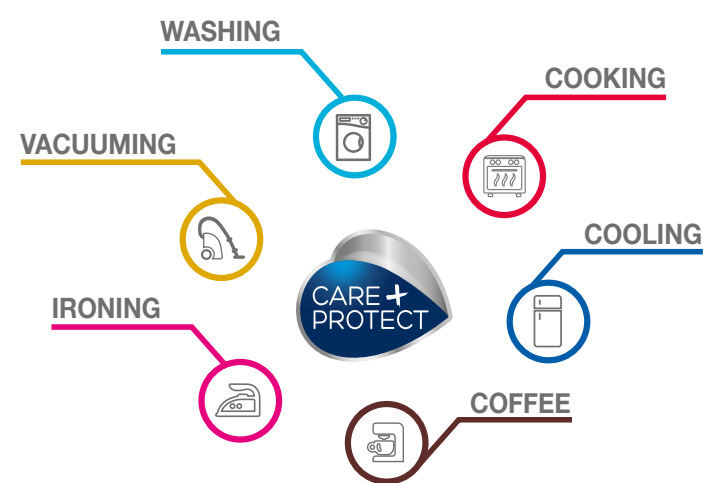 WASHING
COOKING
VACUUMING
COOLING
CARE+
PROTECT
IRONING
COFFEE